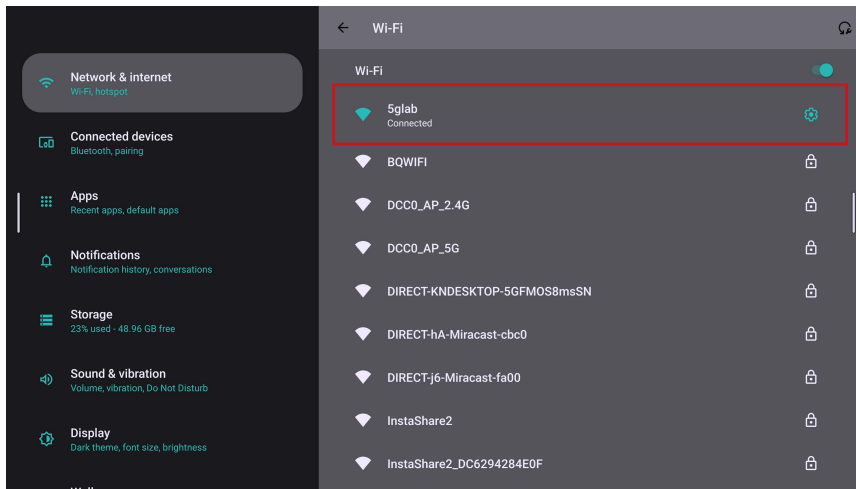 Network & internet
Wi-Fi, hotspot
Connected devices
Bluetooth, pairing
Apps
Recent apps, default apps
Notifications
Notification history, conversations
Storage
23% used - 48.96 GB free
Sound & vibration
Volume, vibration, Do Not Disturb
Display
Dark theme, font size, brightness
Wi-Fi
Wi-Fi
5glab
Connected
BQWIFI
DCC0_AP_2.4G
DCC0_AP_5G
DIRECT-KNDESKTOP-5GFMOS8msSN
DIRECT-hA-Miracast-cbc0
DIRECT-j6-Miracast-fa00
InstaShare2
InstaShare2_DC6294284E0F